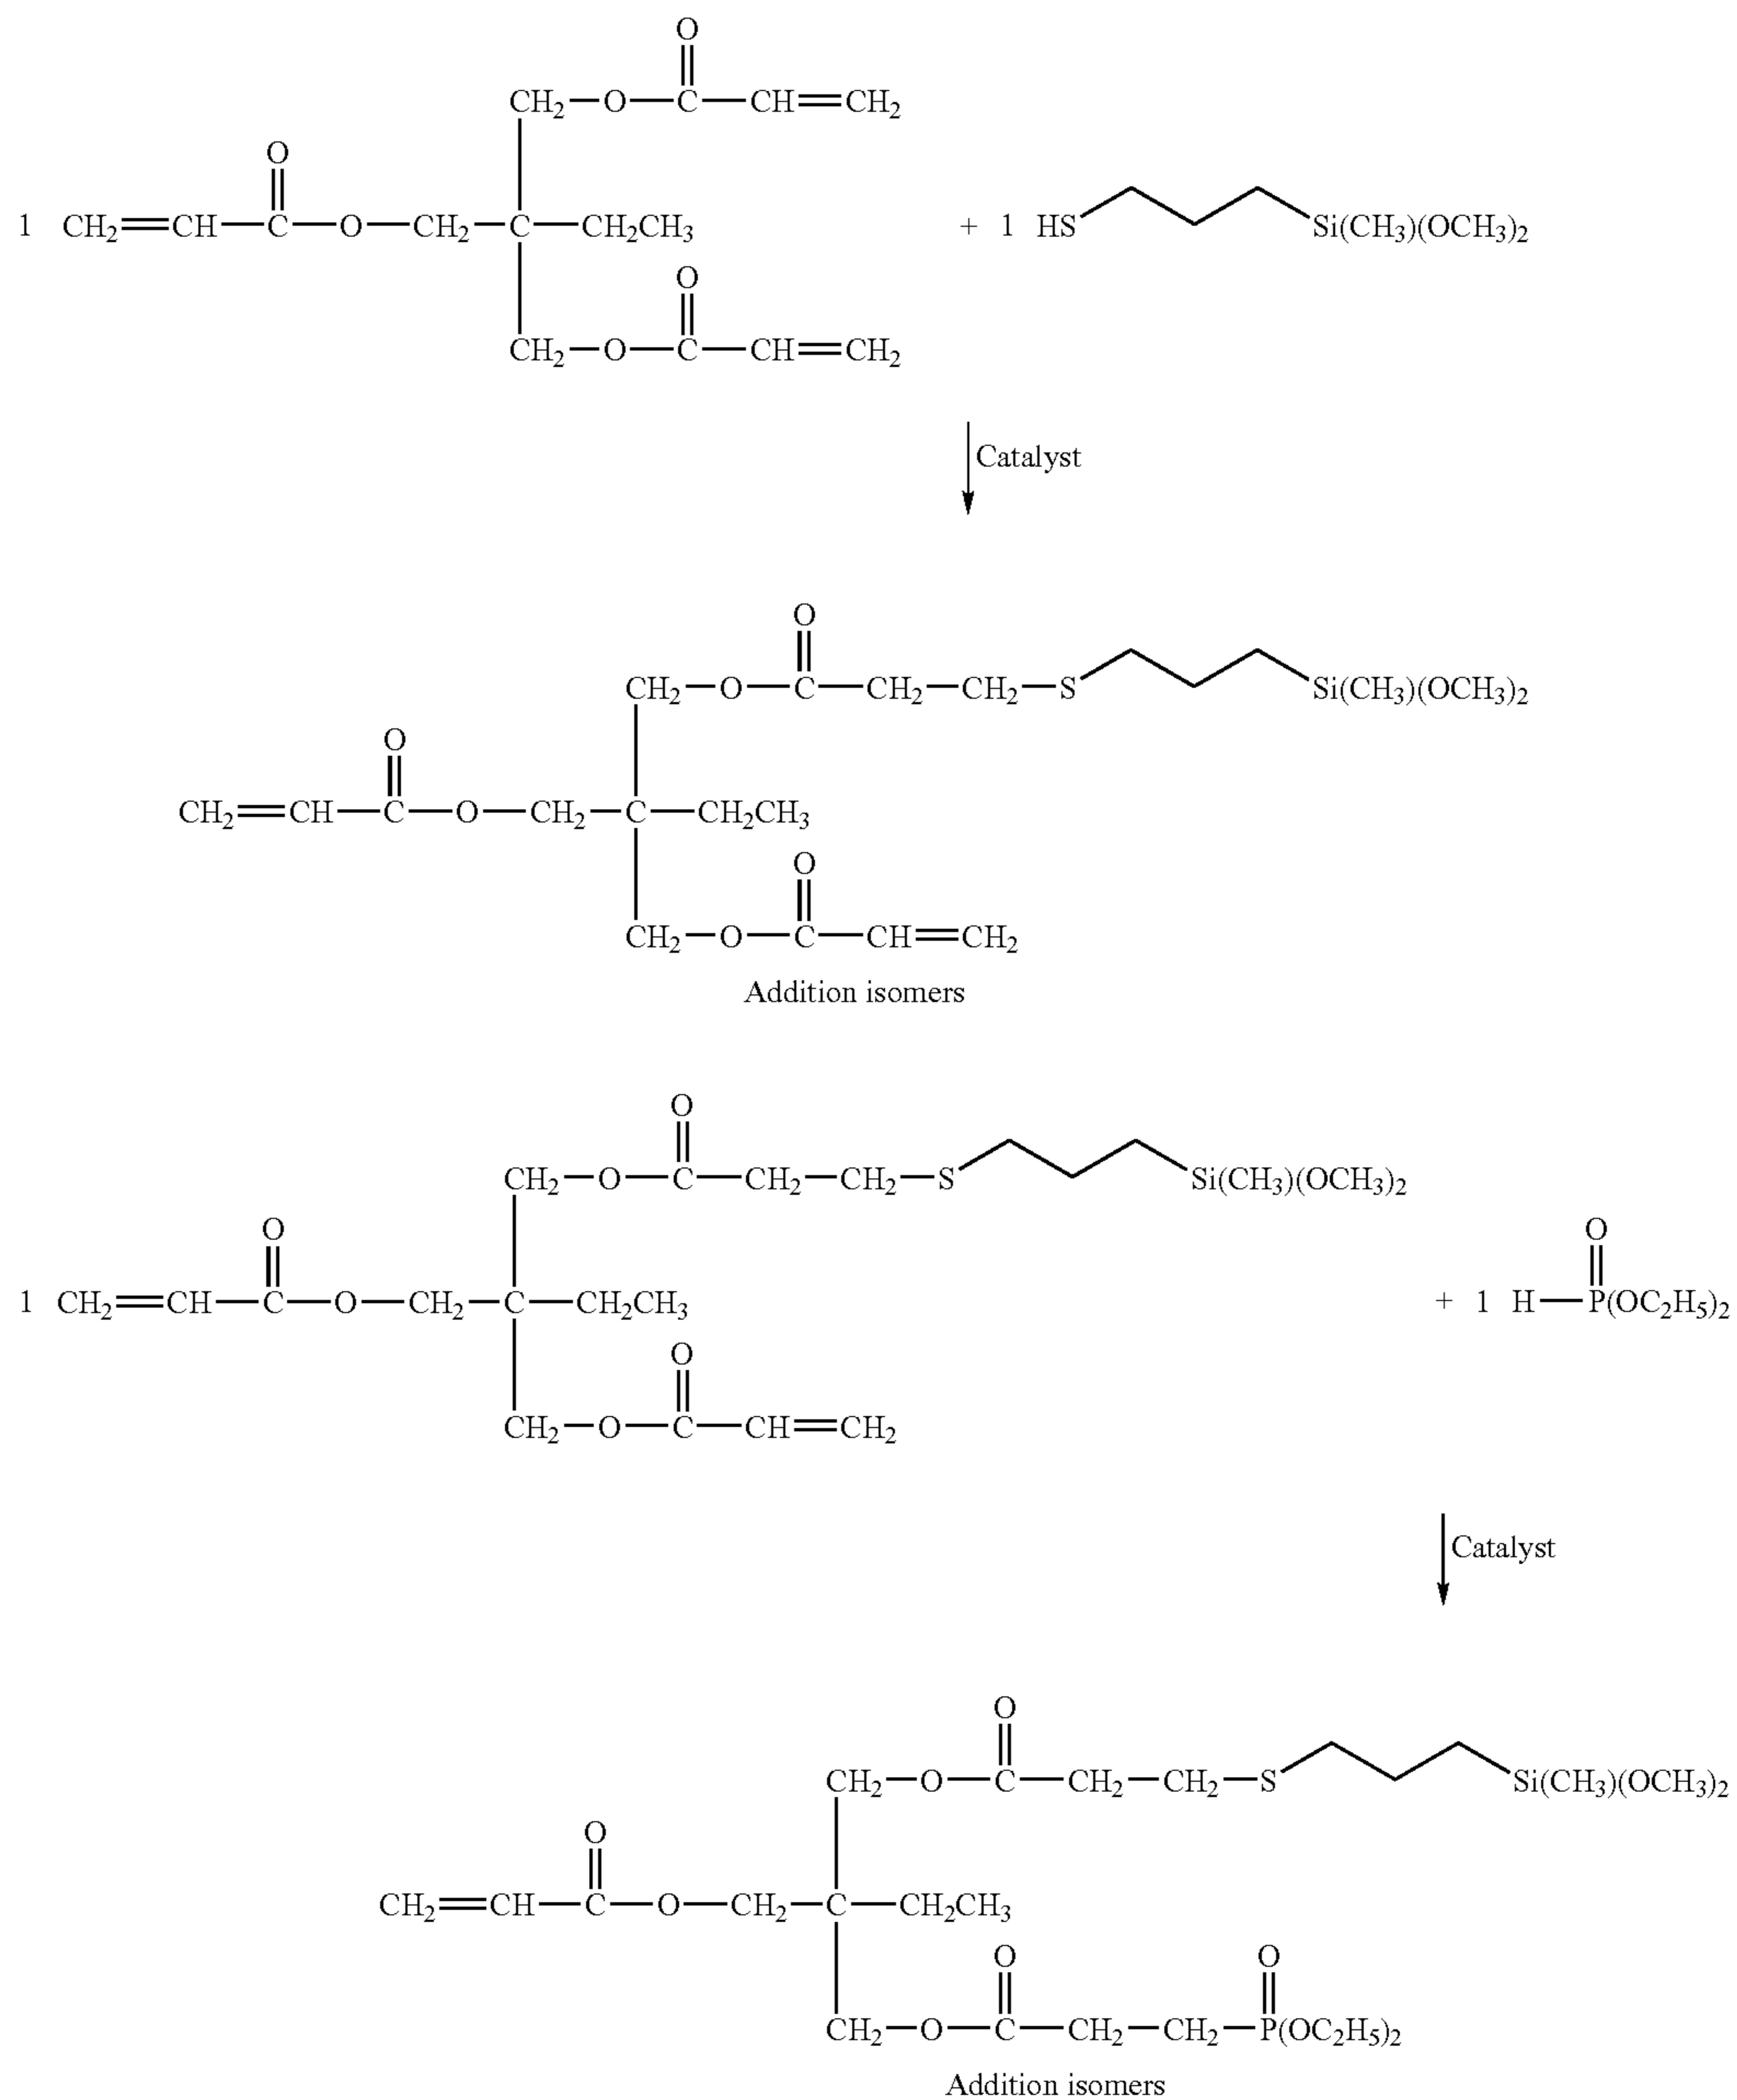 O
CH₂—O—C—CH=CH₂
O
1 CH₂=CH—C—O—CH₂—C—CH₂CH₃ + 1 HS Si(CH₃)(OCH₃)₂
O
CH₂—O—C—CH=CH₂
Catalyst
O
CH₂—O—C—CH₂—CH₂—S Si(CH₃)(OCH₃)₂
O
CH₂=CH—C—O—CH₂—C—CH₂CH₃
O
CH₂—O—C—CH=CH₂
Addition isomers
O
CH₂—O—C—CH₂—CH₂—S Si(CH₃)(OCH₃)₂
O O
1 CH₂=CH—C—O—CH₂—C—CH₂CH₃ + 1 H—P(OC₂H₅)₂
O
CH₂—O—C—CH=CH₂
Catalyst
O
CH₂—O—C—CH₂—CH₂—S Si(CH₃)(OCH₃)₂
O
CH₂=CH—C—O—CH₂—C—CH₂CH₃
O O
CH₂—O—C—CH₂—CH₂—P(OC₂H₅)₂
Addition isomers